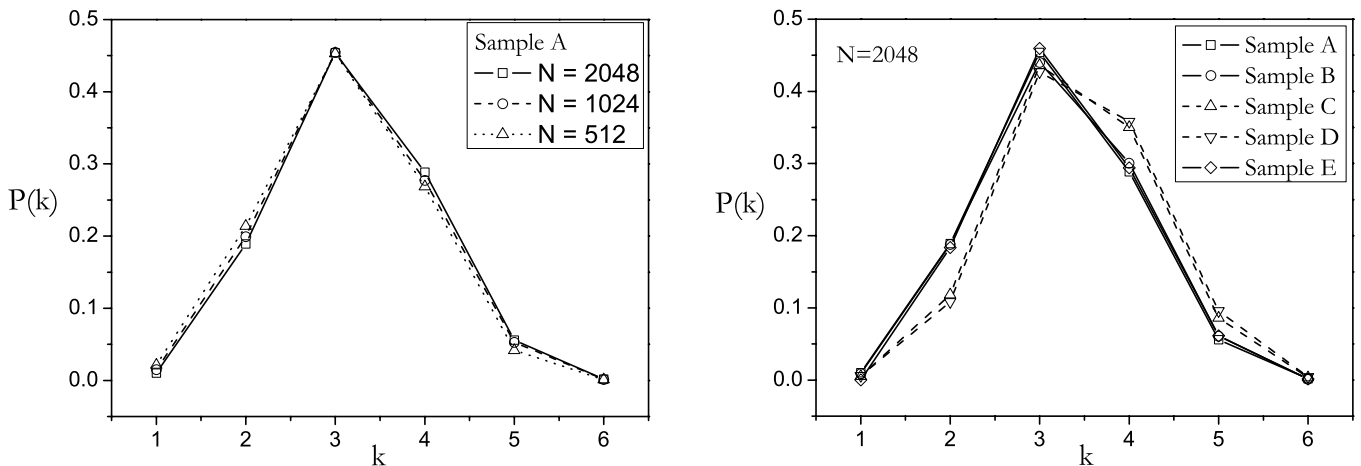 0.5
0.4
0.3
0.2
0.1
0.0
P(k)
1 2 3 4 5 6
k
Sample A
N = 2048
N = 1024
N = 512
0.5
0.4
0.3
0.2
0.1
0.0
P(k)
1 2 3 4 5 6
k
N=2048
Sample A
Sample B
Sample C
Sample D
Sample E